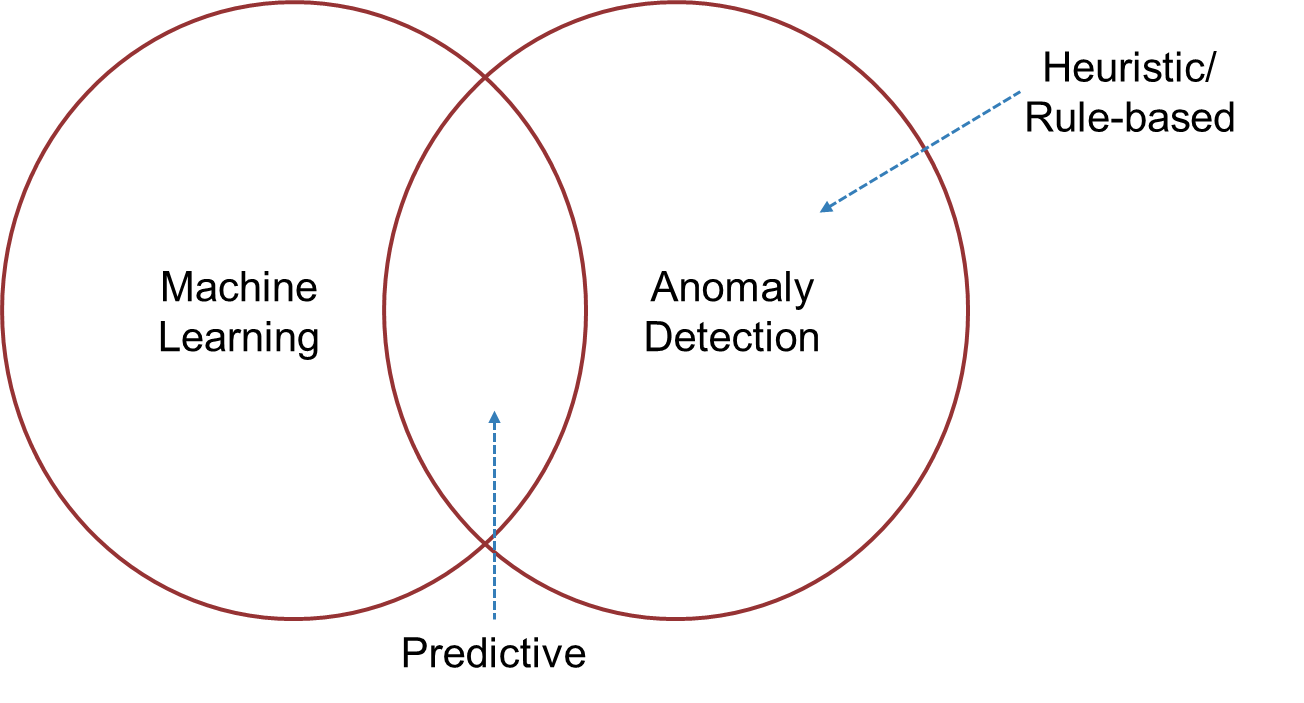 Heuristic/
Rule-based
Machine
Learning
Anomaly
Detection
Predictive